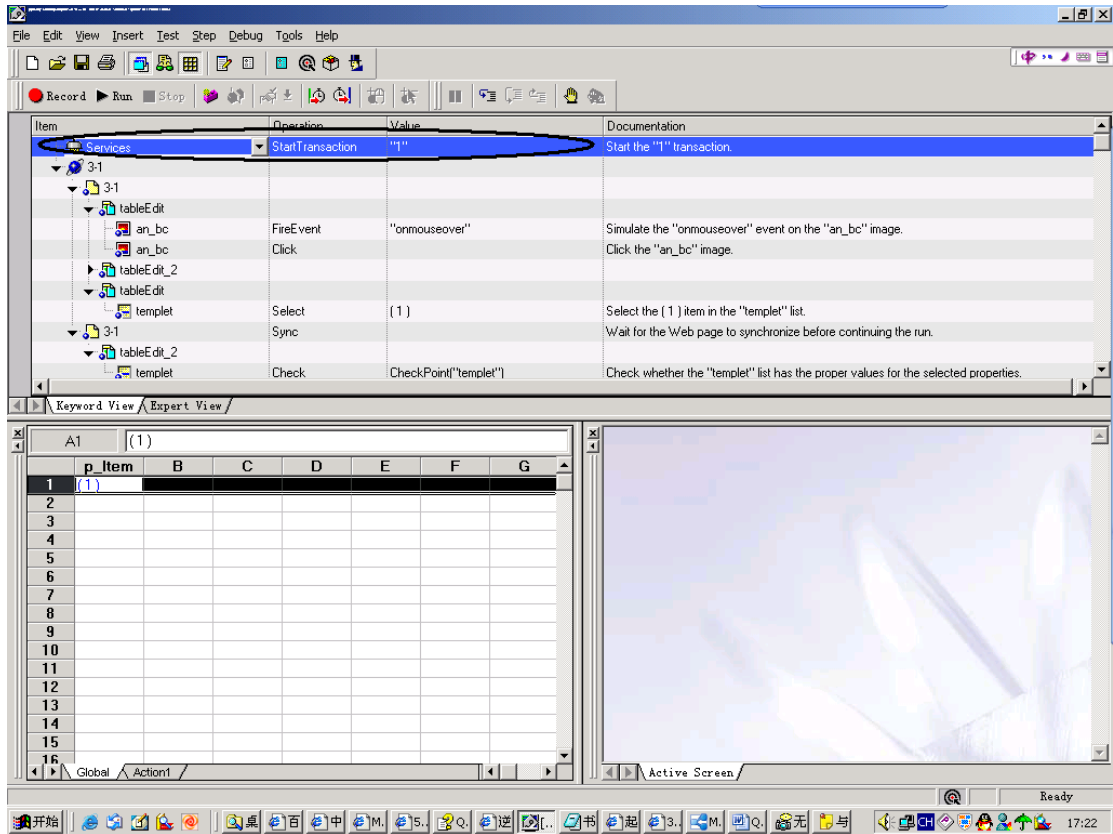 File Edit View Insert Test Step Debug Tools Help
中
Record Run Stop
Item Operation Value Documentation
Services StartTransaction "1" Start the "1" transaction.
3-1
3-1
tableEdit
an_bc FireEvent "onmouseover" Simulate the "onmouseover" event on the "an_bc" image.
an_bc Click Click the "an_bc" image.
tableEdit_2
tableEdit
templet Select (1) Select the (1) item in the "templet" list.
3-1 Sync Wait for the Web page to synchronize before continuing the run.
tableEdit_2
templet Check CheckPoint("templet") Check whether the "templet" list has the proper values for the selected properties.
Keyword View Expert View
A1 (1)
p_Item B C D E F G
1 (1)
2
3
4
5
6
7
8
9
10
11
12
13
14
15
16
Global Action1
Active Screen
Ready
开始 桌 百 中 M. 5.. Q. 逆 [.. 书 起 3.. M. Q. 无 与 CH 17:22